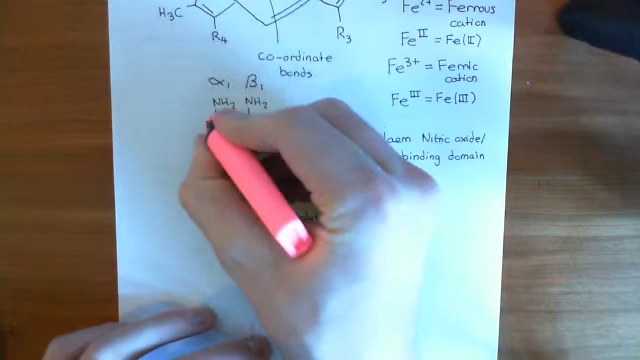 H₃C
R₄
R₃
co-ordinate
bonds
α₁ β₁
NH₂ NH₂
Fe²⁺ = Ferrous
cation
Feᴵᴵ = Fe(II)
Fe³⁺ = Ferric
cation
Feᴵᴵᴵ = Fe(III)
Nitric oxide/
binding domain